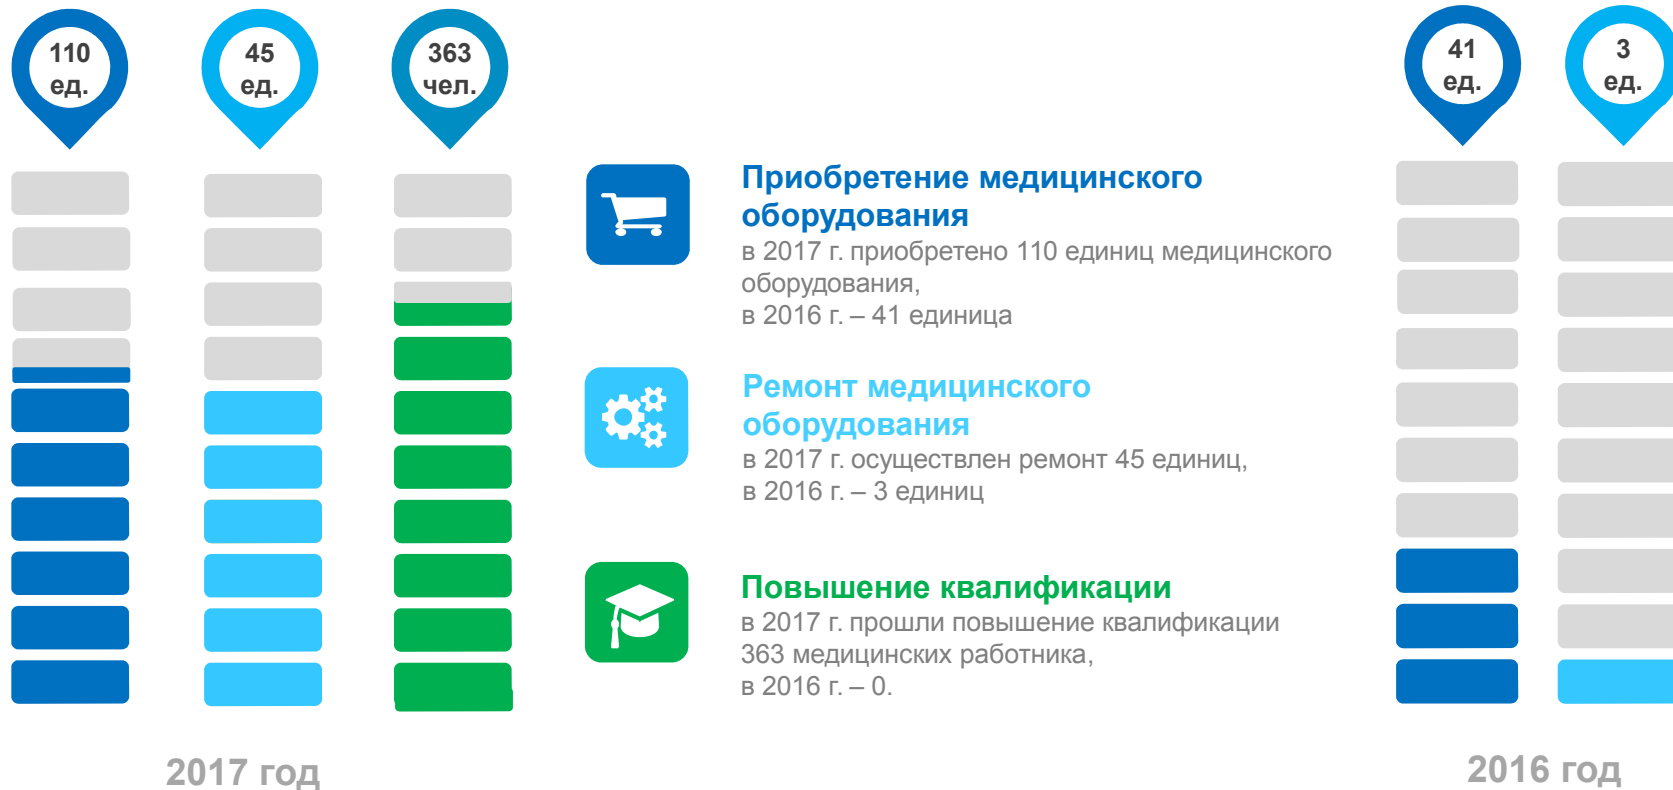 110
ед.
45
ед.
363
чел.
41
ед.
3
ед.
Приобретение медицинского
оборудования
в 2017 г. приобретено 110 единиц медицинского
оборудования,
в 2016 г. – 41 единица
Ремонт медицинского
оборудования
в 2017 г. осуществлен ремонт 45 единиц,
в 2016 г. – 3 единиц
Повышение квалификации
в 2017 г. прошли повышение квалификации
363 медицинских работника,
в 2016 г. – 0.
2017 год
2016 год